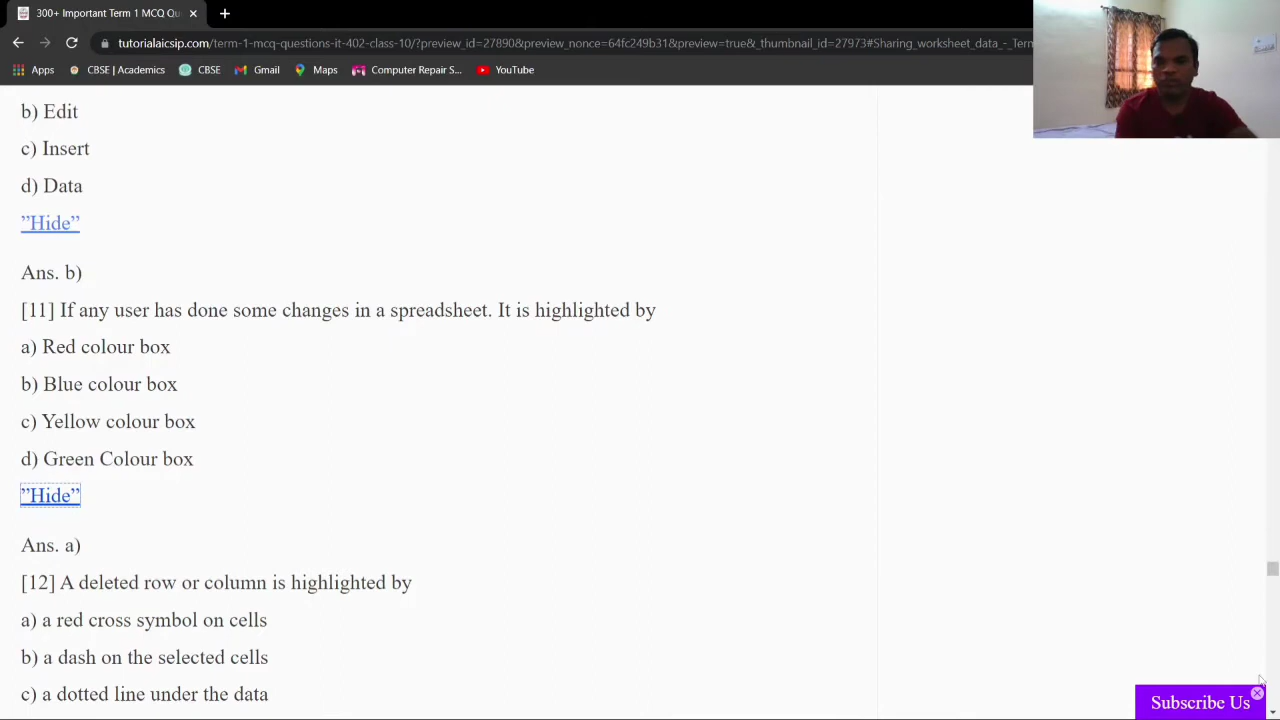 300+ Important Term 1 MCQ Qu
tutorialaicsip.com/term-1-mcq-questions-it-402-class-10/?preview_id=27890&preview_nonce=64fc249b31&preview=true&_thumbnail_id=27973#Sharing_worksheet_data_-_Term
Apps CBSE | Academics CBSE Gmail Maps Computer Repair S... YouTube
b) Edit
c) Insert
d) Data
”Hide”
Ans. b)
[11] If any user has done some changes in a spreadsheet. It is highlighted by
a) Red colour box
b) Blue colour box
c) Yellow colour box
d) Green Colour box
”Hide”
Ans. a)
[12] A deleted row or column is highlighted by
a) a red cross symbol on cells
b) a dash on the selected cells
c) a dotted line under the data
Subscribe Us